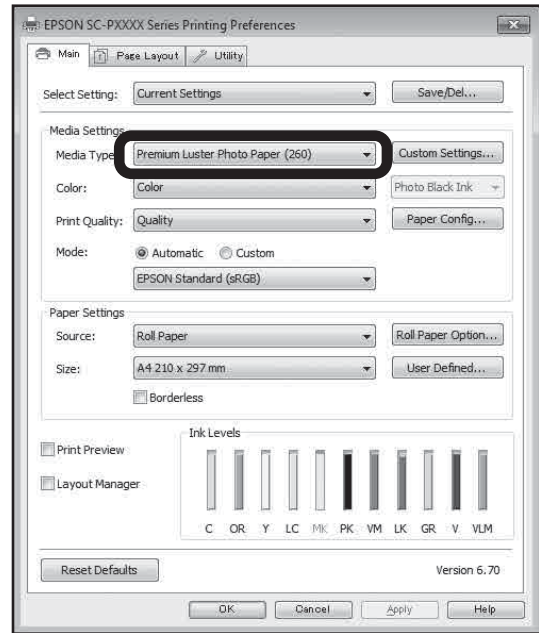 EPSON SC-PXXXX Series Printing Preferences
Main Page Layout Utility
Select Setting: Current Settings Save/Del...
Media Settings
Media Type: Premium Luster Photo Paper (260) Custom Settings...
Color: Color Photo Black Ink
Print Quality: Quality Paper Config...
Mode: Automatic Custom
EPSON Standard (sRGB)
Paper Settings
Source: Roll Paper Roll Paper Option...
Size: A4 210 x 297 mm User Defined...
Borderless
Ink Levels
Print Preview
Layout Manager
C OR Y LC MK PK VM LK GR V VLM
Reset Defaults Version 6.70
OK Cancel Apply Help